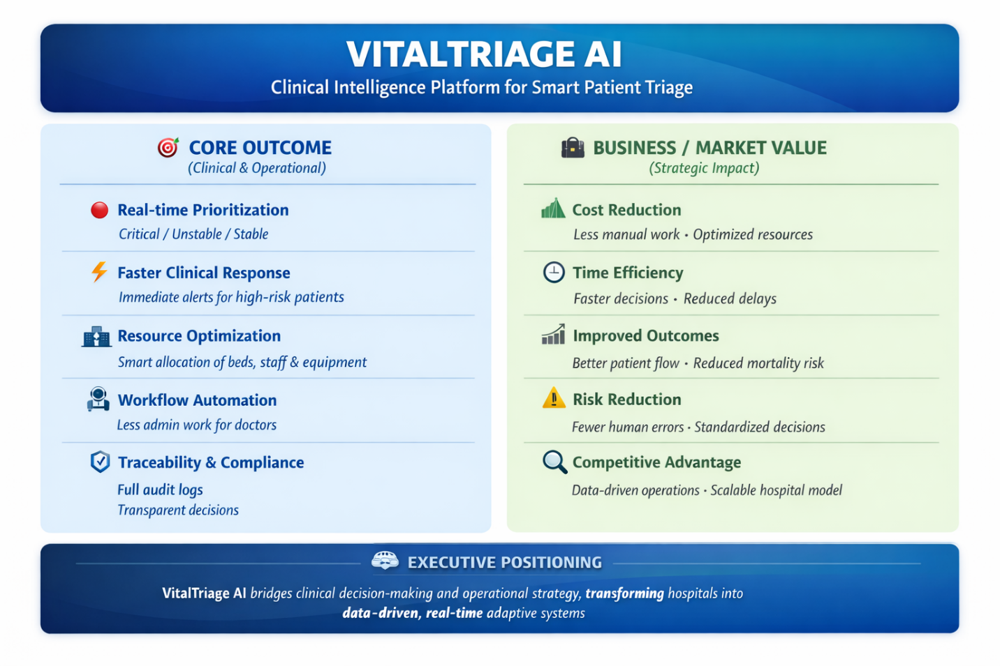 VITALTRIAGE AI
Clinical Intelligence Platform for Smart Patient Triage
CORE OUTCOME
(Clinical & Operational)
Real-time Prioritization
Critical / Unstable / Stable
Faster Clinical Response
Immediate alerts for high-risk patients
Resource Optimization
Smart allocation of beds, staff & equipment
Workflow Automation
Less admin work for doctors
Traceability & Compliance
Full audit logs
Transparent decisions
BUSINESS / MARKET VALUE
(Strategic Impact)
Cost Reduction
Less manual work • Optimized resources
Time Efficiency
Faster decisions • Reduced delays
Improved Outcomes
Better patient flow • Reduced mortality risk
Risk Reduction
Fewer human errors • Standardized decisions
Competitive Advantage
Data-driven operations • Scalable hospital model
EXECUTIVE POSITIONING
VitalTriage AI bridges clinical decision-making and operational strategy, transforming hospitals into
data-driven, real-time adaptive systems